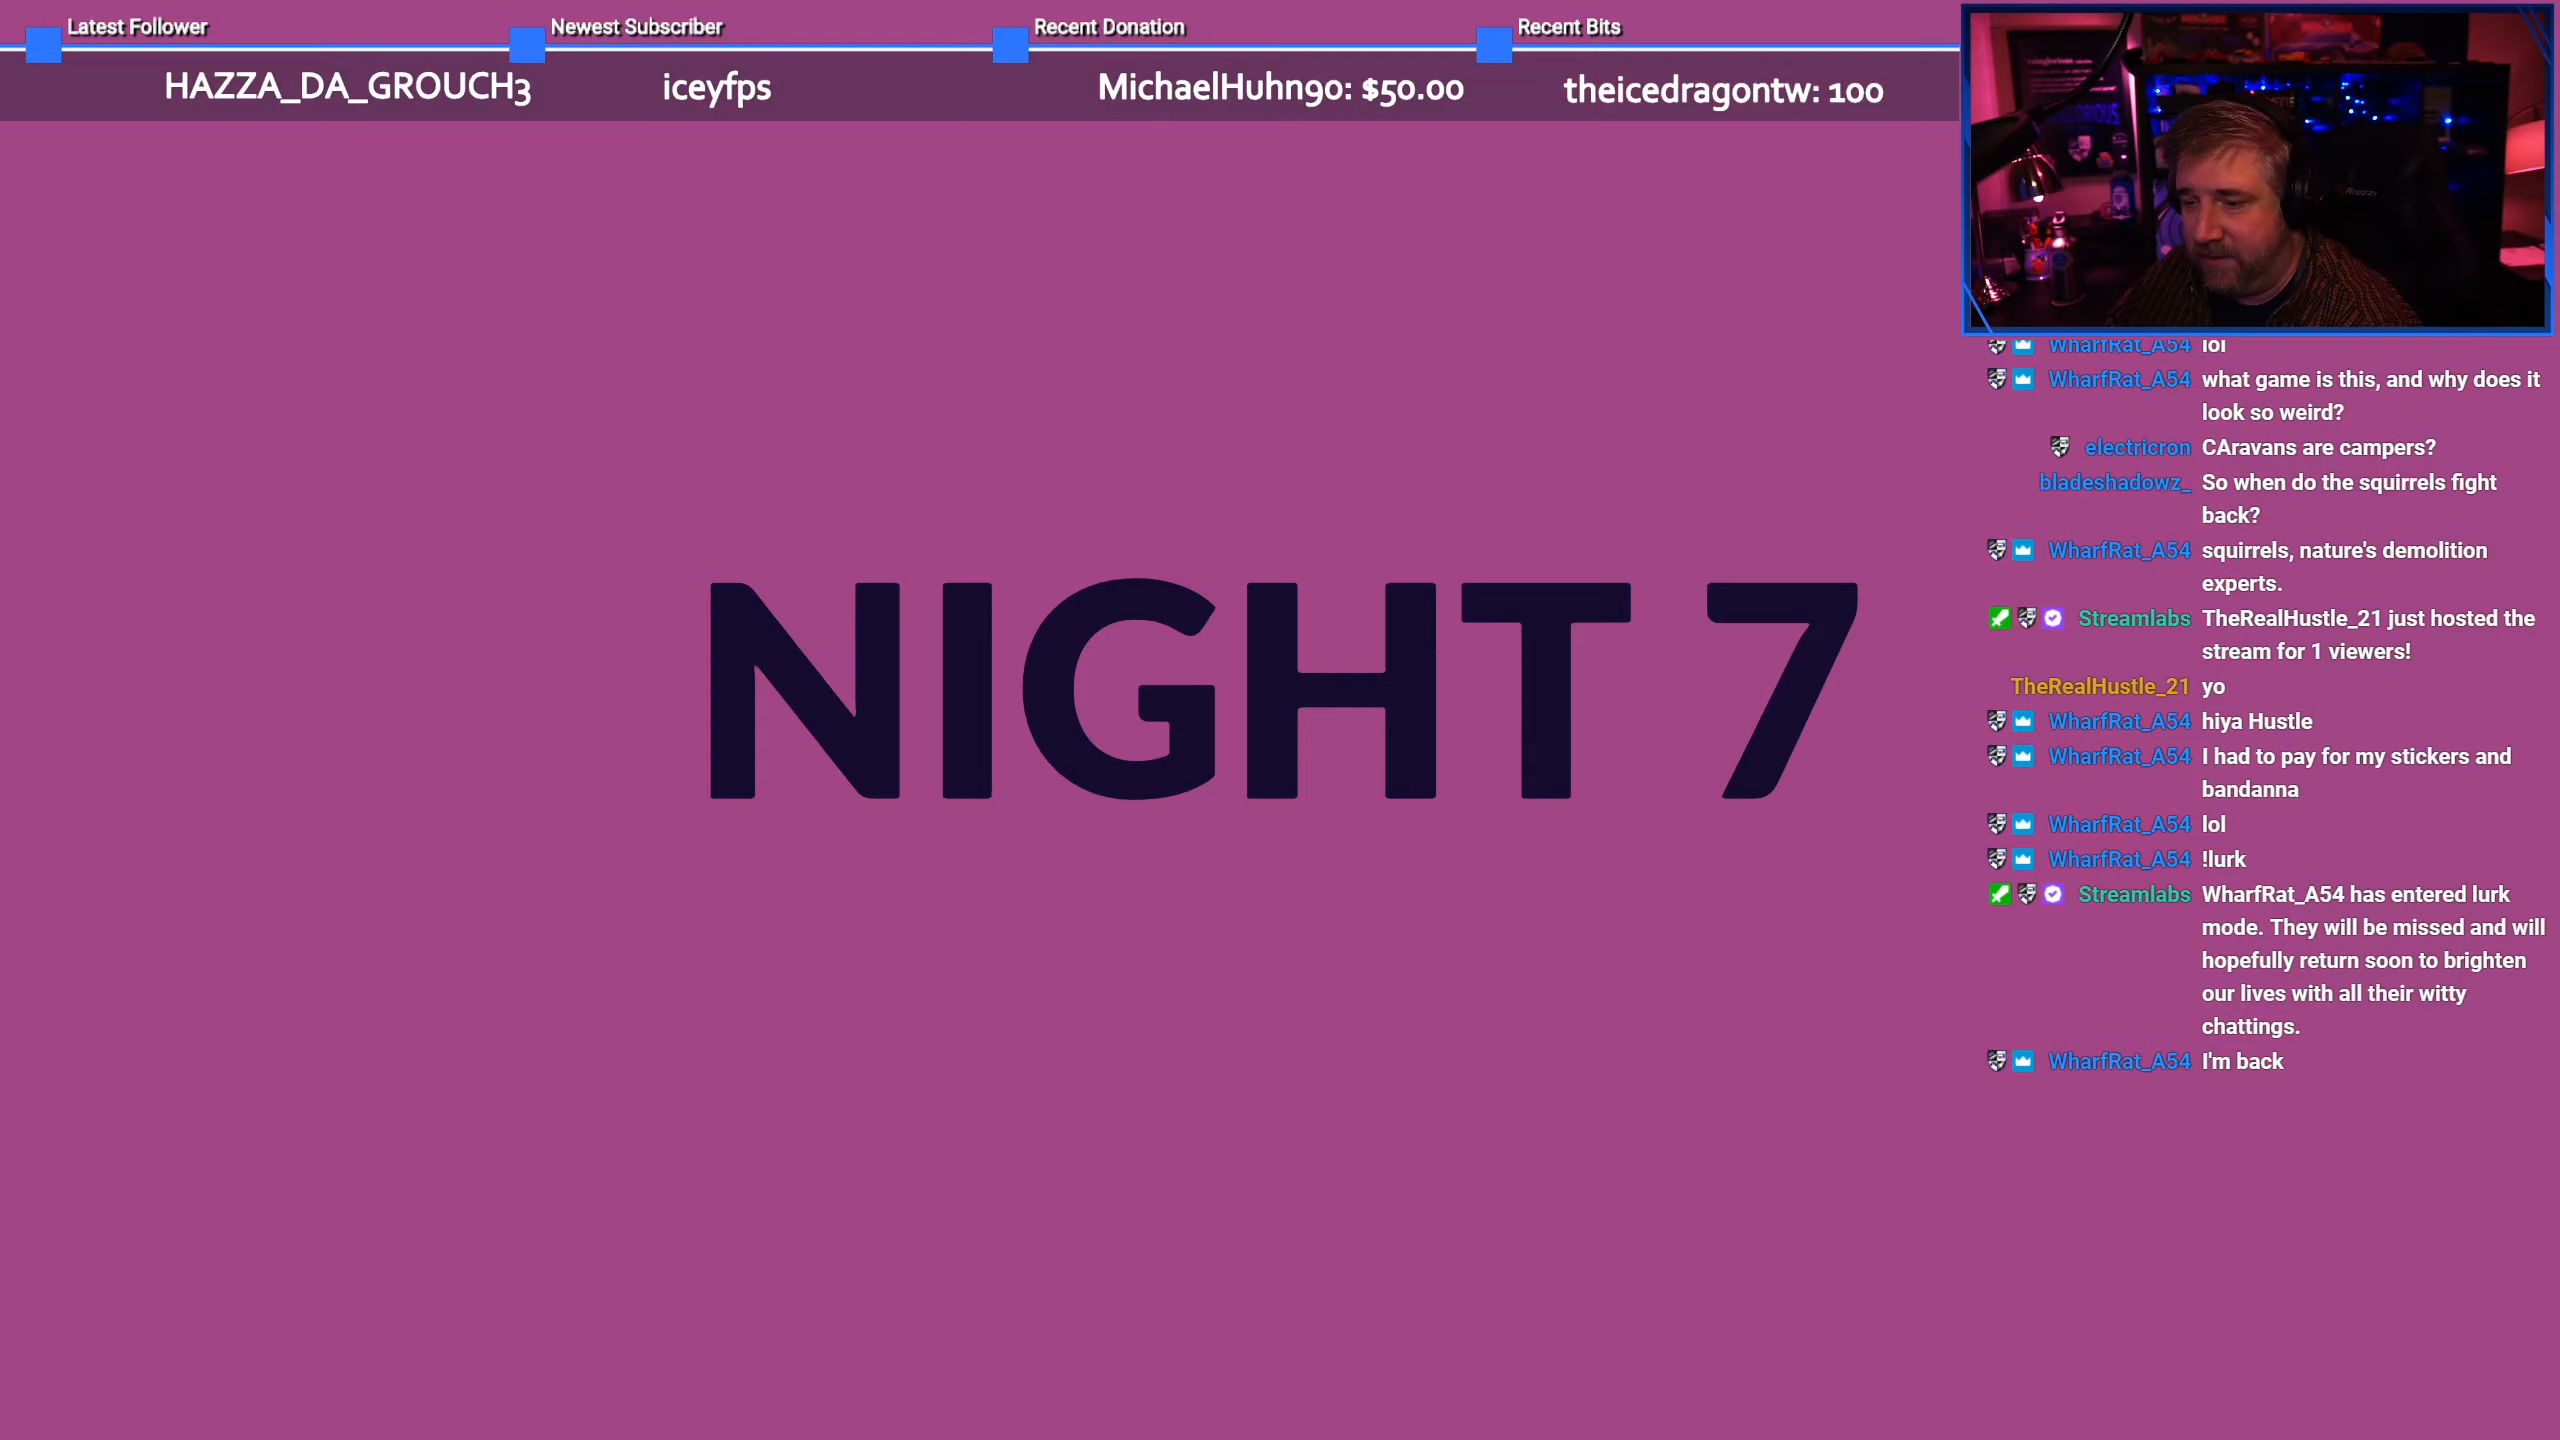 Latest Follower
Newest Subscriber
Recent Donation
Recent Bits
HAZZA_DA_GROUCH3
iceyfps
MichaelHuhn90: $50.00
theicedragontw: 100
NIGHT 7
WharfRat_A54 lol
WharfRat_A54 what game is this, and why does it
look so weird?
electricron CAravans are campers?
bladeshadowz_ So when do the squirrels fight
back?
WharfRat_A54 squirrels, nature's demolition
experts.
Streamlabs TheRealHustle_21 just hosted the
stream for 1 viewers!
TheRealHustle_21 yo
WharfRat_A54 hiya Hustle
WharfRat_A54 I had to pay for my stickers and
bandanna
WharfRat_A54 lol
WharfRat_A54 !lurk
Streamlabs WharfRat_A54 has entered lurk
mode. They will be missed and will
hopefully return soon to brighten
our lives with all their witty
chattings.
WharfRat_A54 I'm back